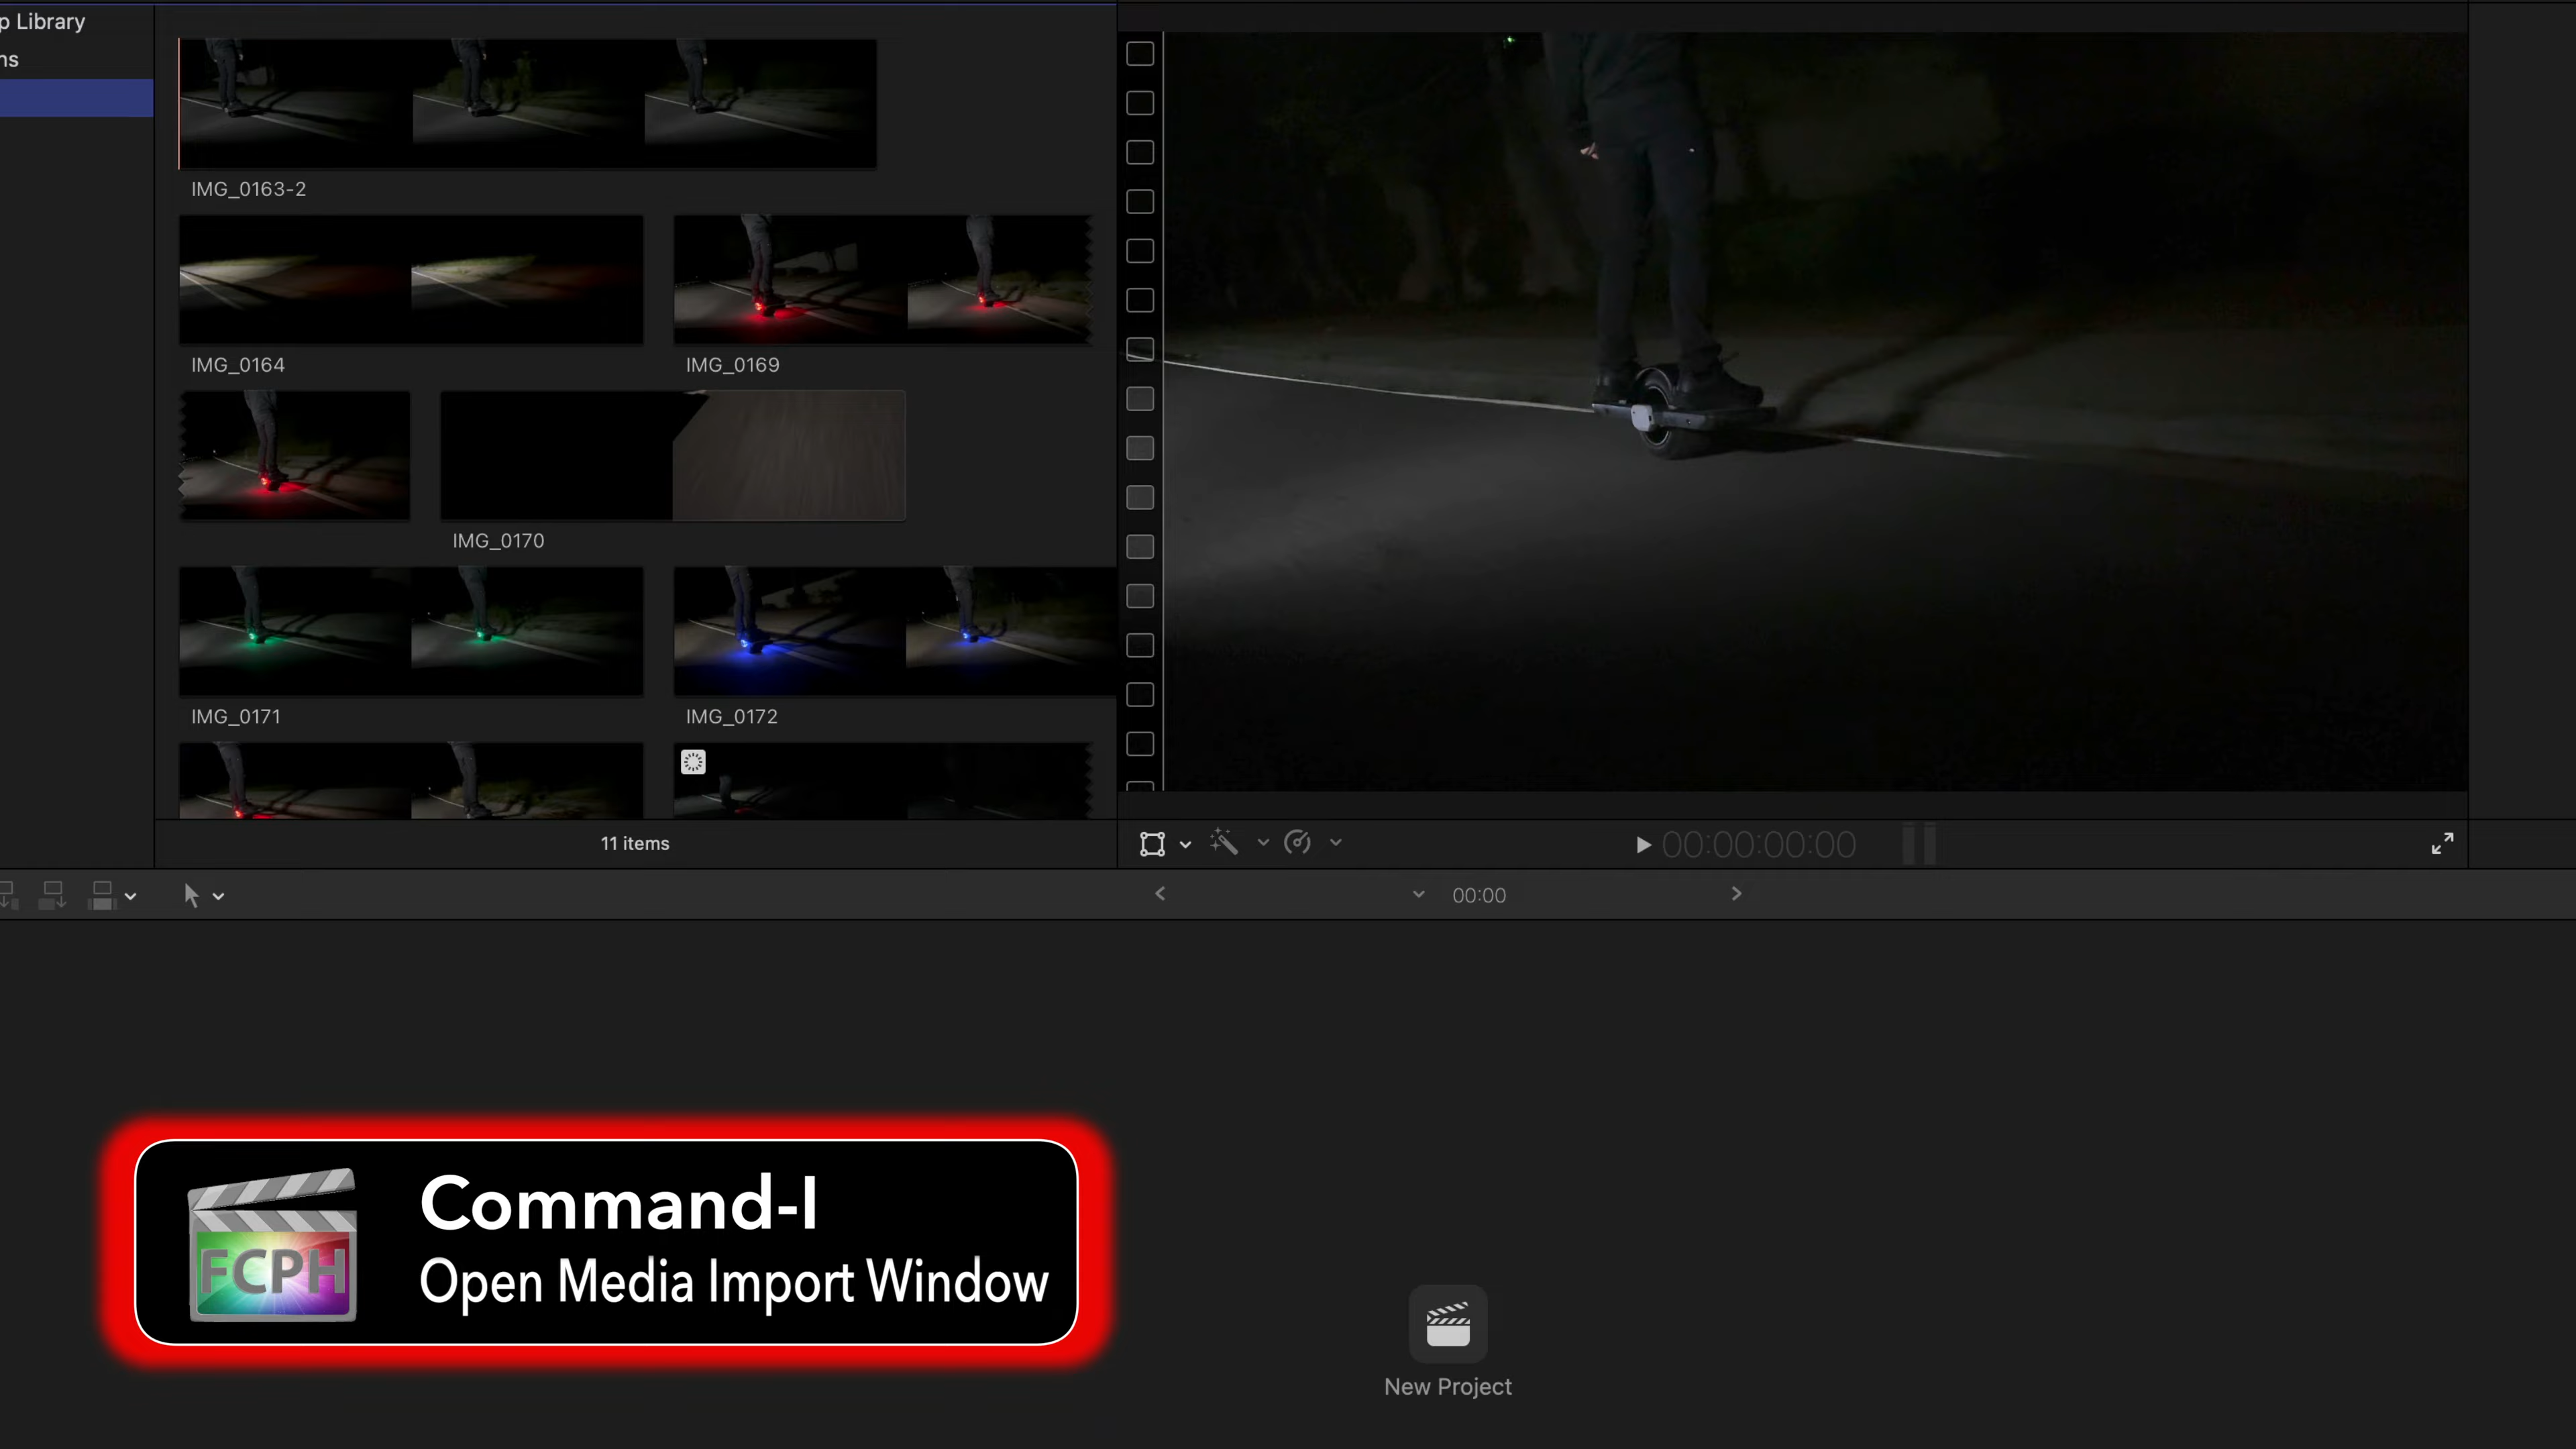 p Library
ns
IMG_0163-2
IMG_0164
IMG_0169
IMG_0170
IMG_0171
IMG_0172
11 items
00:00:00:00
00:00
FCPH
Command-I
Open Media Import Window
New Project